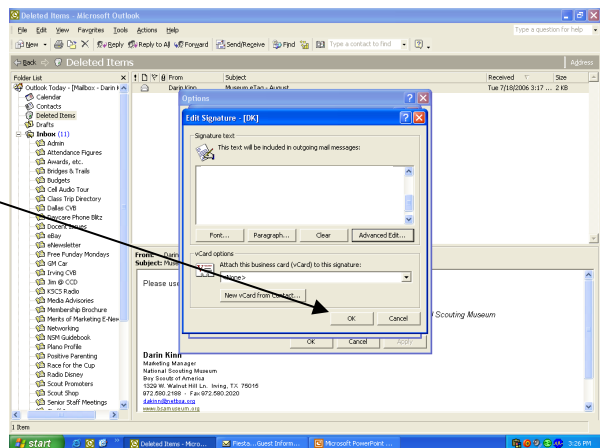 Deleted Items - Microsoft Outlook
File Edit View Favorites Tools Actions Help
Type a question for help
New Reply Reply to All Forward Send/Receive Find Type a contact to find
Back Deleted Items Address
Folder List
Outlook Today - [Mailbox - Darin K
Calendar
Contacts
Deleted Items
Drafts
Inbox (11)
Admin
Attendance Figures
Awards, etc.
Bridges & Trails
Budgets
Cell Audio Tour
Class Trip Directory
Dallas CVB
Daycare Phone Blitz
Docent Issues
eBay
eNewsletter
Free Funday Mondays
GM Car
Irving CVB
Jim @ CCD
KSCS Radio
Media Advisories
Membership Brochure
Merits of Marketing E-New
Networking
NSM Guidebook
Plano Profile
Positive Parenting
Race for the Cup
Radio Disney
Scout Promoters
Scout Shop
Senior Staff Meetings
From Subject Received Size
Darin Kinn Museum eTag - August Tue 7/18/2006 3:17 ... 2 KB
Options
Edit Signature - [DK]
Signature text
This text will be included in outgoing mail messages:
Font... Paragraph... Clear Advanced Edit...
vCard options
Attach this business card (vCard) to this signature:
<None>
New vCard from Contact...
OK Cancel
OK Cancel Apply
From: Darin
Subject: Muse
Please use
Scouting Museum
Darin Kinn
Marketing Manager
National Scouting Museum
Boy Scouts of America
1329 W. Walnut Hill Ln. Irving, TX 75015
972.580.2188 - Fax 972.580.2020
dakinn@netbsa.org
www.bsamuseum.org
1 Item
start
Deleted Items - Micro...
Fiesta...Guest Inform...
Microsoft PowerPoint ...
3:26 PM